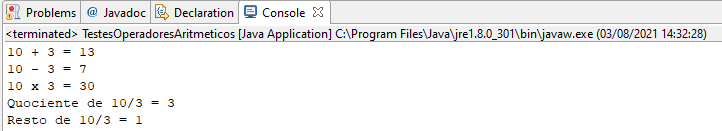 Problems @ Javadoc Declaration Console
<terminated> TestesOperadoresAritmeticos [Java Application] C:\Program Files\Java\jre1.8.0_301\bin\javaw.exe (03/08/2021 14:32:28)
10 + 3 = 13
10 - 3 = 7
10 x 3 = 30
Quociente de 10/3 = 3
Resto de 10/3 = 1